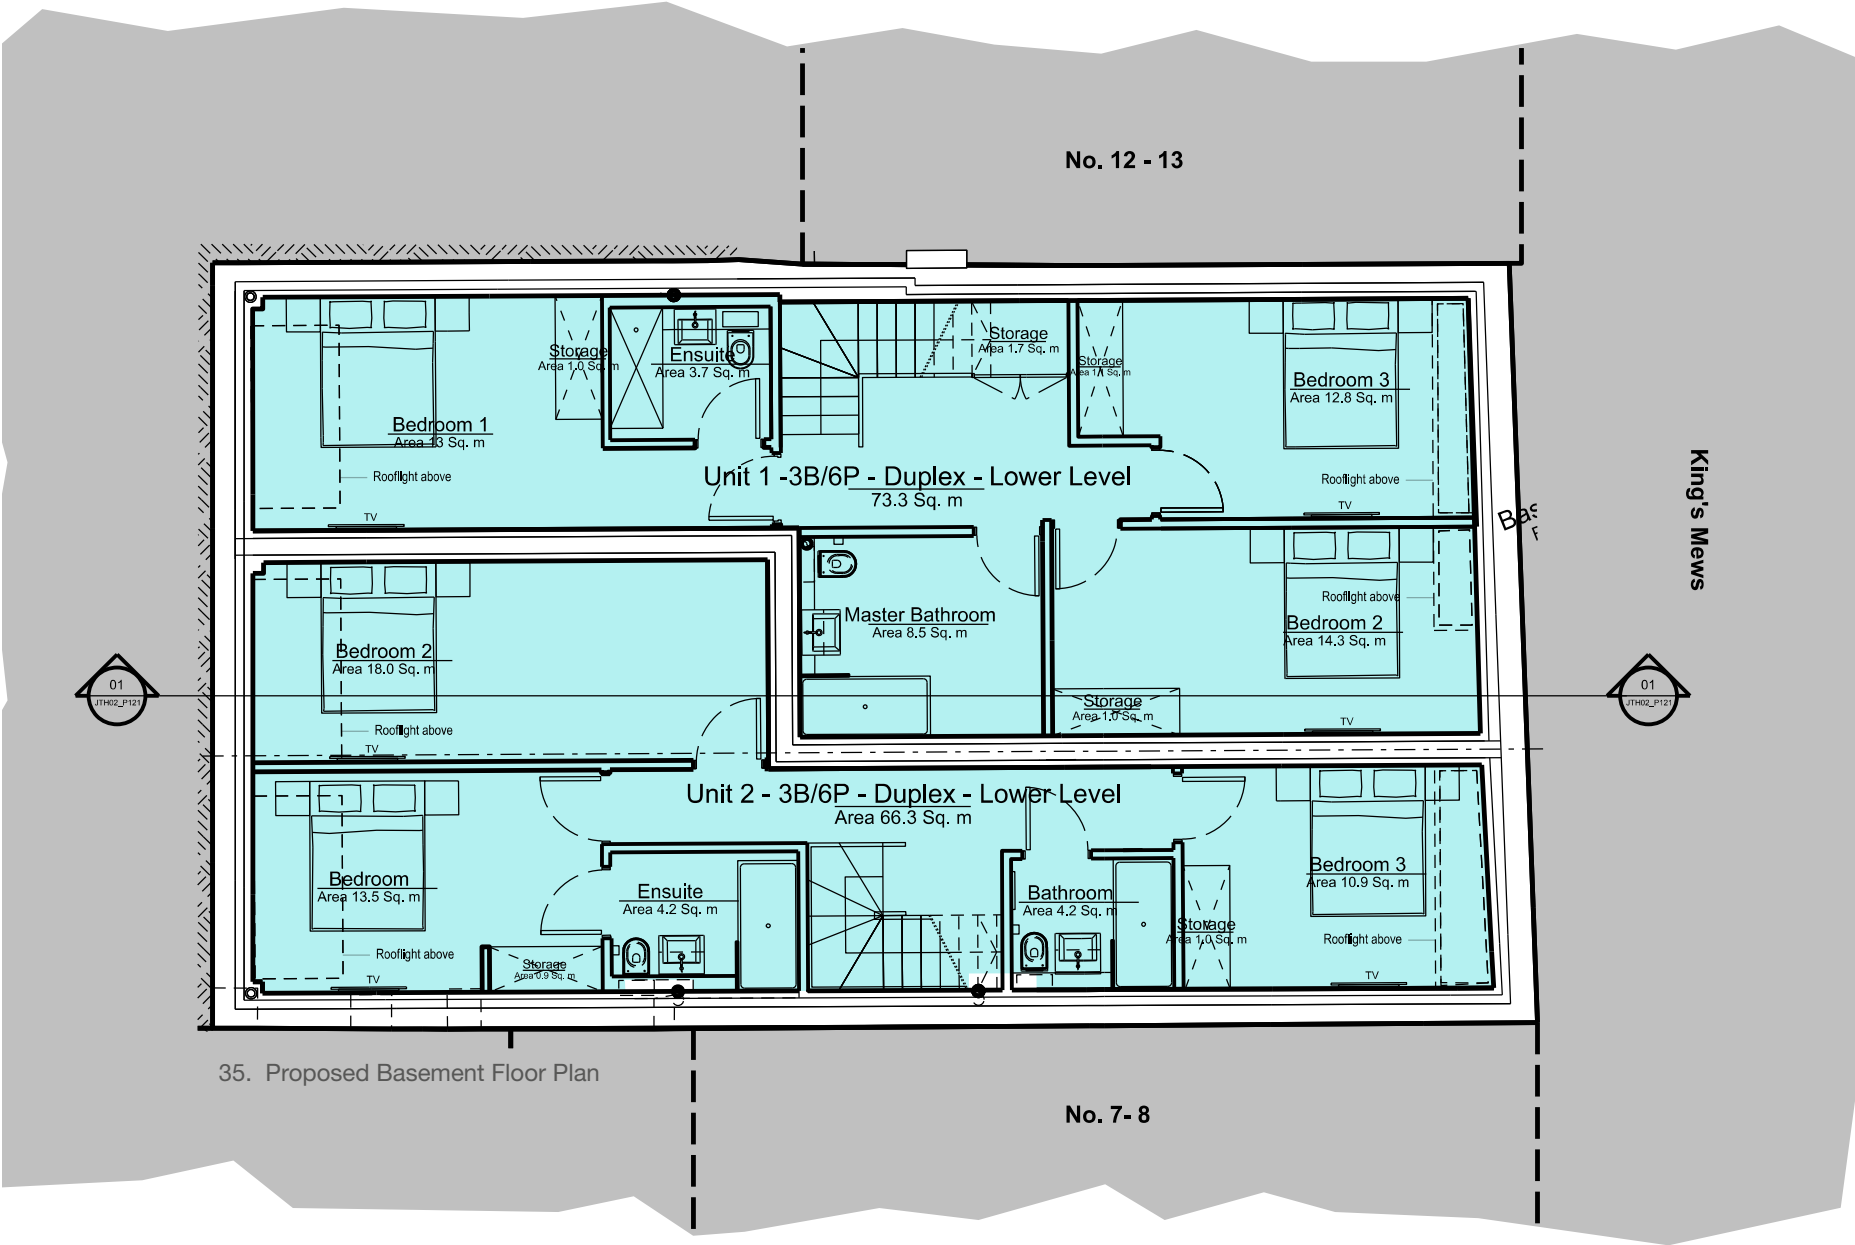 No. 12 - 13
Storage
Area 1.0 Sq. m
Ensuite
Area 3.7 Sq. m
Storage
Area 1.7 Sq. m
Storage
Area 1.1 Sq. m
Bedroom 3
Area 12.8 Sq. m
Bedroom 1
Area 13 Sq. m
Rooflight above
TV
Unit 1 -3B/6P - Duplex - Lower Level
73.3 Sq. m
Rooflight above
TV
King's Mews
Bedroom 2
Area 18.0 Sq. m
Rooflight above
TV
Master Bathroom
Area 8.5 Sq. m
Rooflight above
Bedroom 2
Area 14.3 Sq. m
Storage
Area 1.0 Sq. m
TV
01
JTH02_P121
01
JTH02_P121
Unit 2 - 3B/6P - Duplex - Lower Level
Area 66.3 Sq. m
Bedroom
Area 13.5 Sq. m
Rooflight above
TV
Ensuite
Area 4.2 Sq. m
Storage
Area 0.9 Sq. m
Bathroom
Area 4.2 Sq. m
Storage
Area 1.0 Sq. m
Bedroom 3
Area 10.9 Sq. m
Rooflight above
TV
35. Proposed Basement Floor Plan
No. 7- 8